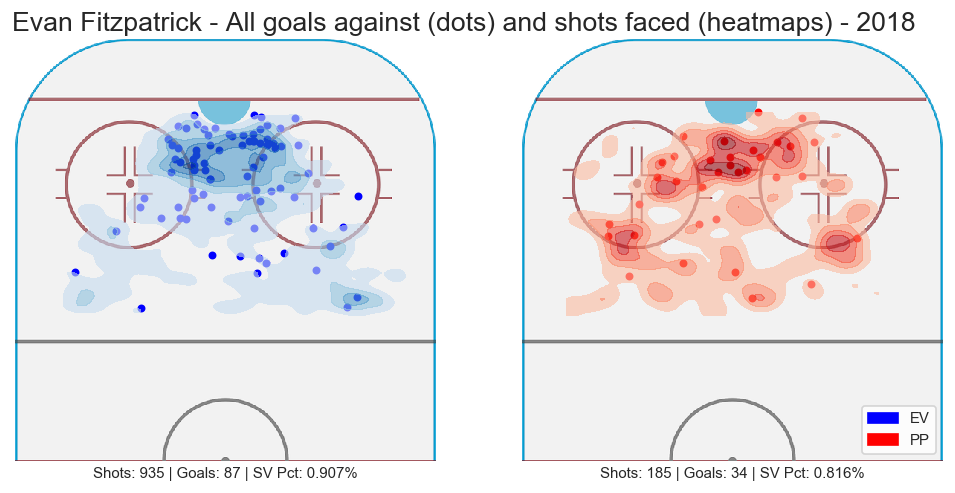 Evan Fitzpatrick - All goals against (dots) and shots faced (heatmaps) - 2018
EV
PP
Shots: 935 | Goals: 87 | SV Pct: 0.907%
Shots: 185 | Goals: 34 | SV Pct: 0.816%